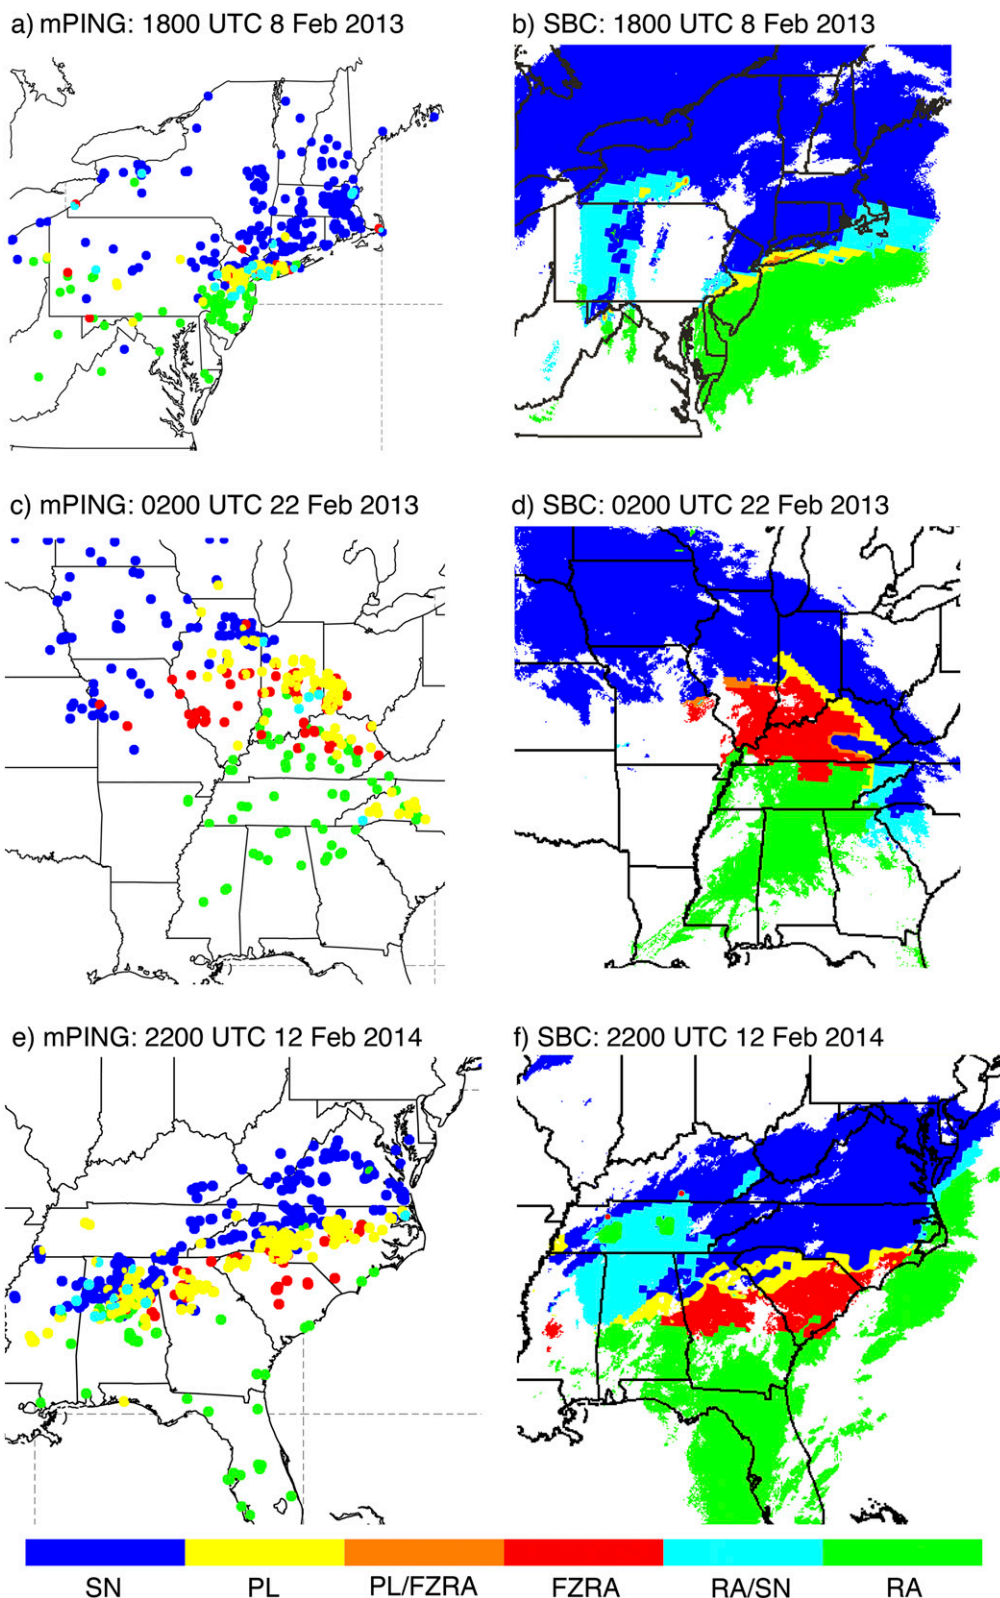 a) mPING: 1800 UTC 8 Feb 2013
b) SBC: 1800 UTC 8 Feb 2013
c) mPING: 0200 UTC 22 Feb 2013
d) SBC: 0200 UTC 22 Feb 2013
e) mPING: 2200 UTC 12 Feb 2014
f) SBC: 2200 UTC 12 Feb 2014
SN PL PL/FZRA FZRA RA/SN RA